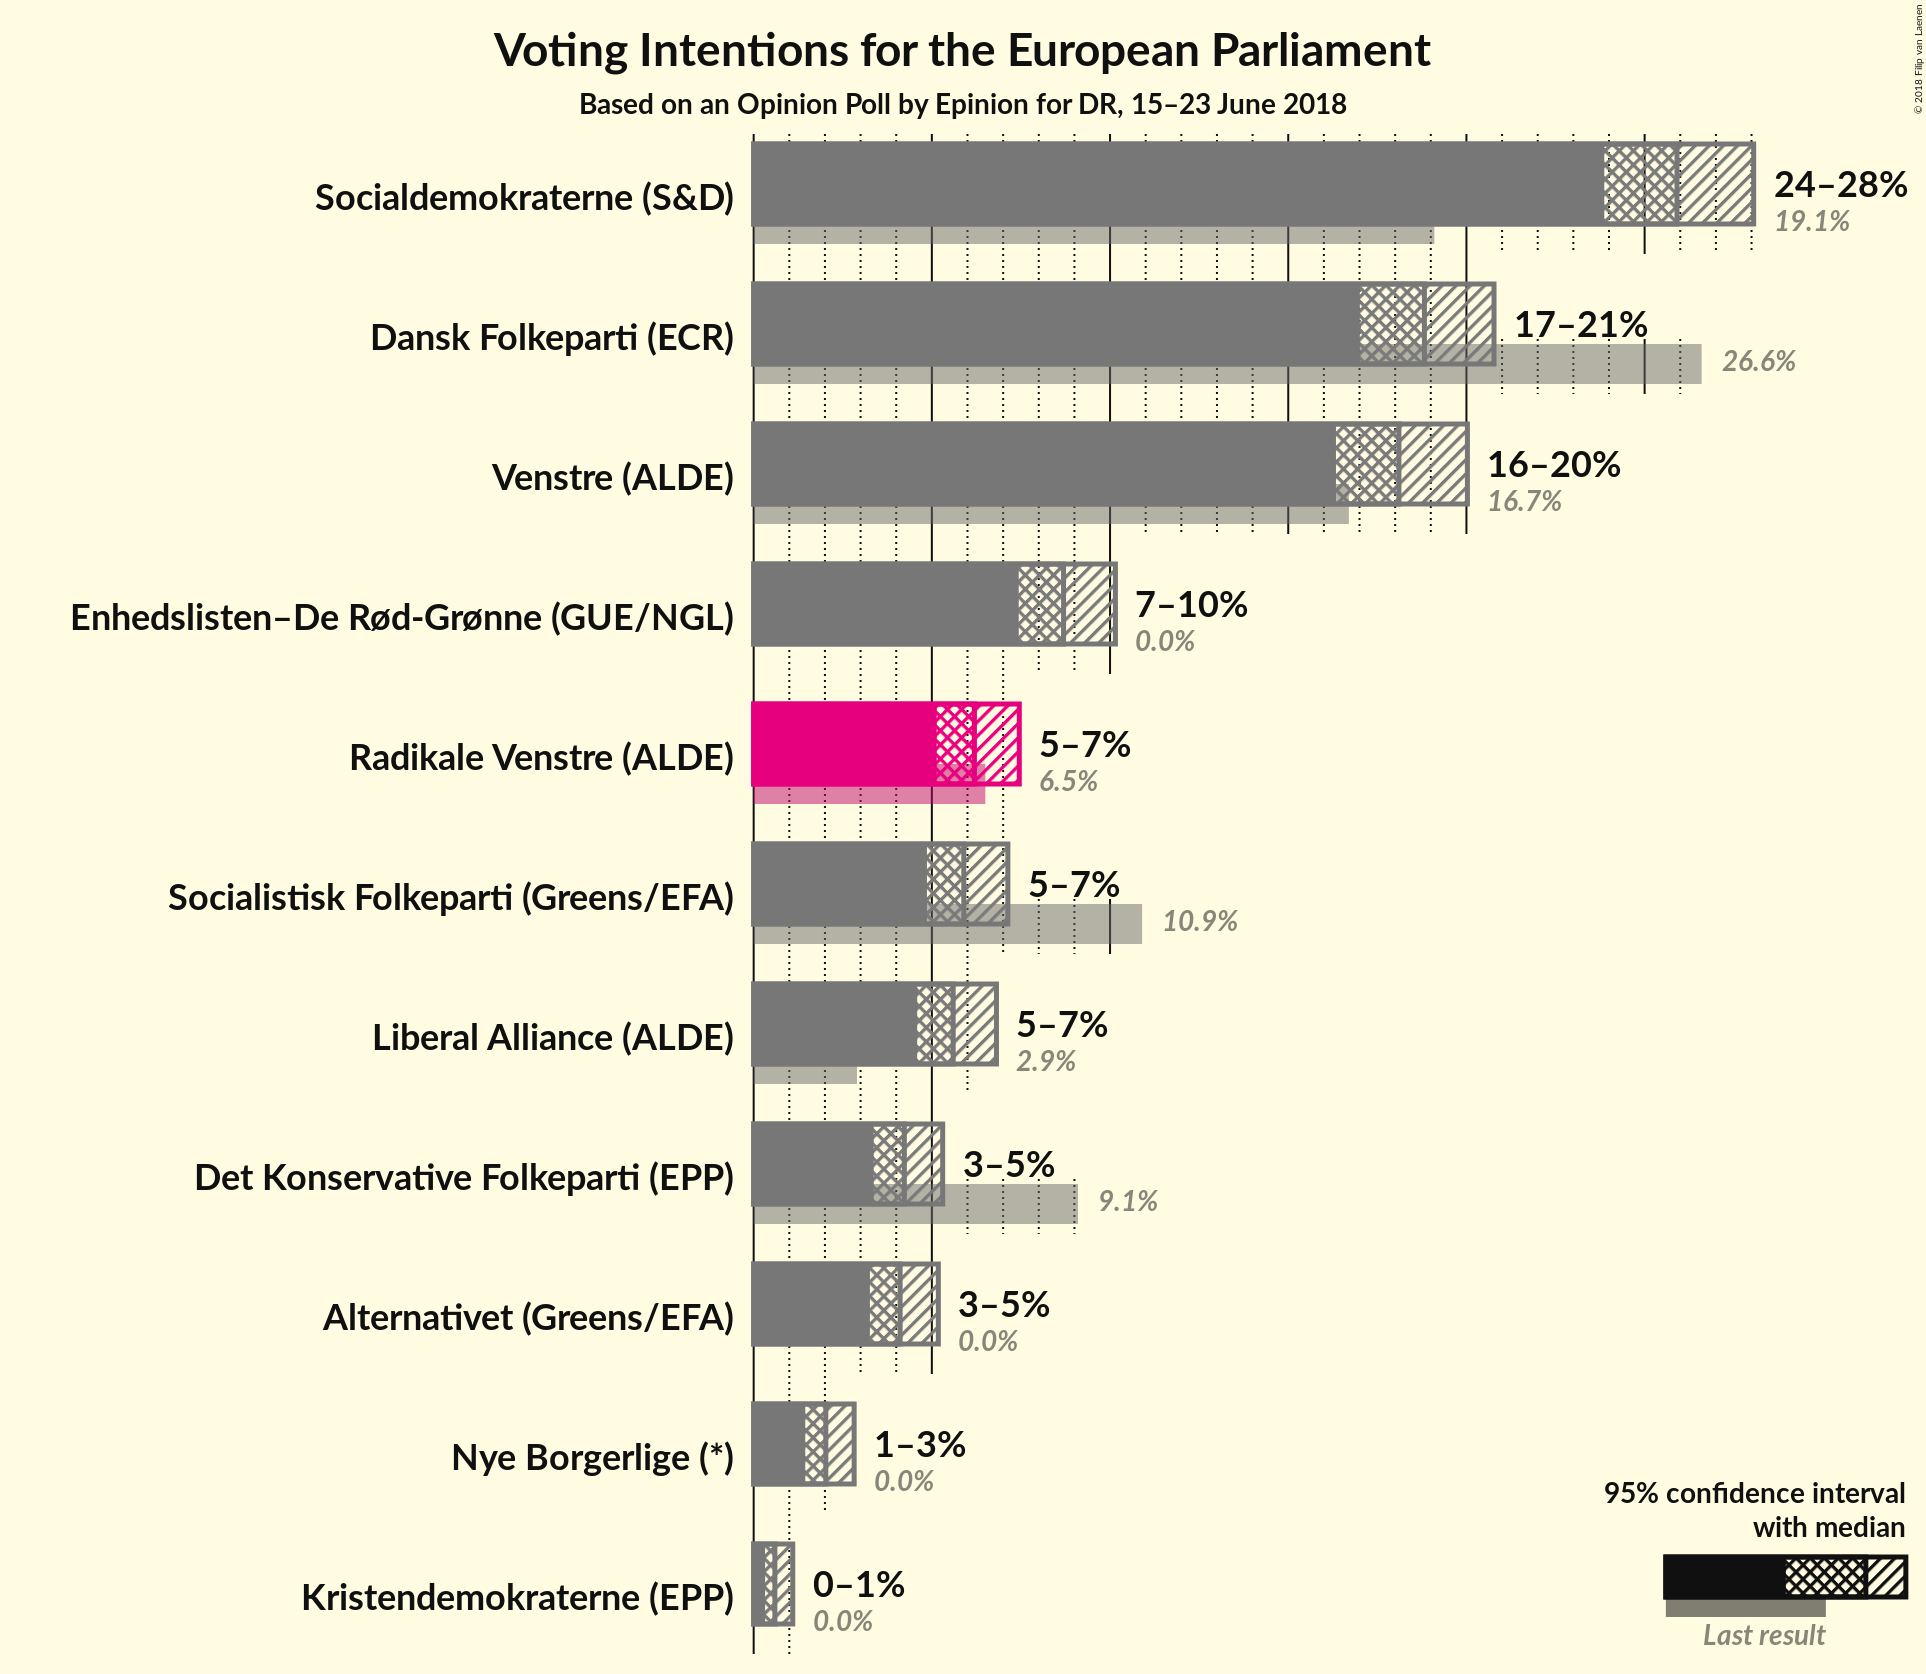 Voting Intentions for the European Parliament
Based on an Opinion Poll by Epinion for DR, 15–23 June 2018
© 2018 Filip van Laenen
Socialdemokraterne (S&D)
24–28%
19.1%
Dansk Folkeparti (ECR)
17–21%
26.6%
Venstre (ALDE)
16–20%
16.7%
Enhedslisten–De Rød-Grønne (GUE/NGL)
7–10%
0.0%
Radikale Venstre (ALDE)
5–7%
6.5%
Socialistisk Folkeparti (Greens/EFA)
5–7%
10.9%
Liberal Alliance (ALDE)
5–7%
2.9%
Det Konservative Folkeparti (EPP)
3–5%
9.1%
Alternativet (Greens/EFA)
3–5%
0.0%
Nye Borgerlige (*)
1–3%
0.0%
Kristendemokraterne (EPP)
0–1%
0.0%
95% confidence interval
with median
Last result